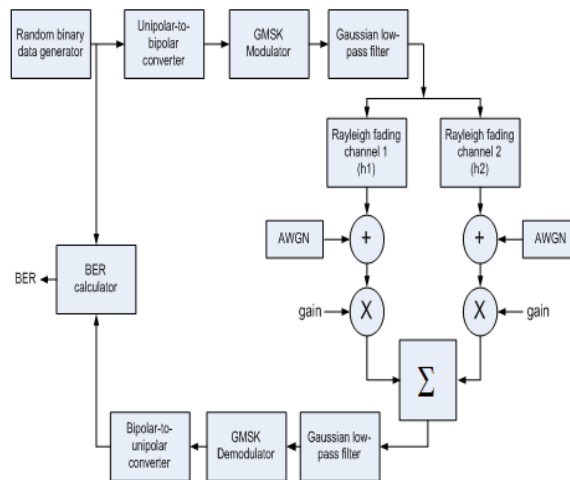 Random binary
data generator
Unipolar-to-
bipolar
converter
GMSK
Modulator
Gaussian low-
pass filter
Rayleigh fading
channel 1
(h1)
Rayleigh fading
channel 2
(h2)
AWGN
+
+
AWGN
BER
BER
calculator
gain
X
X
gain
Σ
Bipolar-to-
unipolar
converter
GMSK
Demodulator
Gaussian low-
pass filter